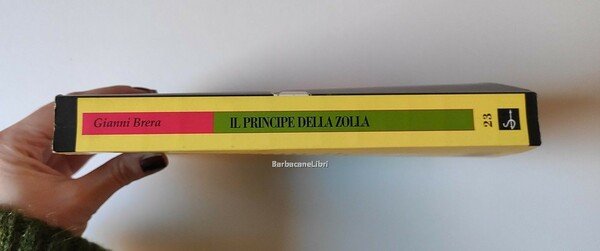 Gianni Brera
IL PRINCIPE DELLA ZOLLA
23
BarbacaneLibri